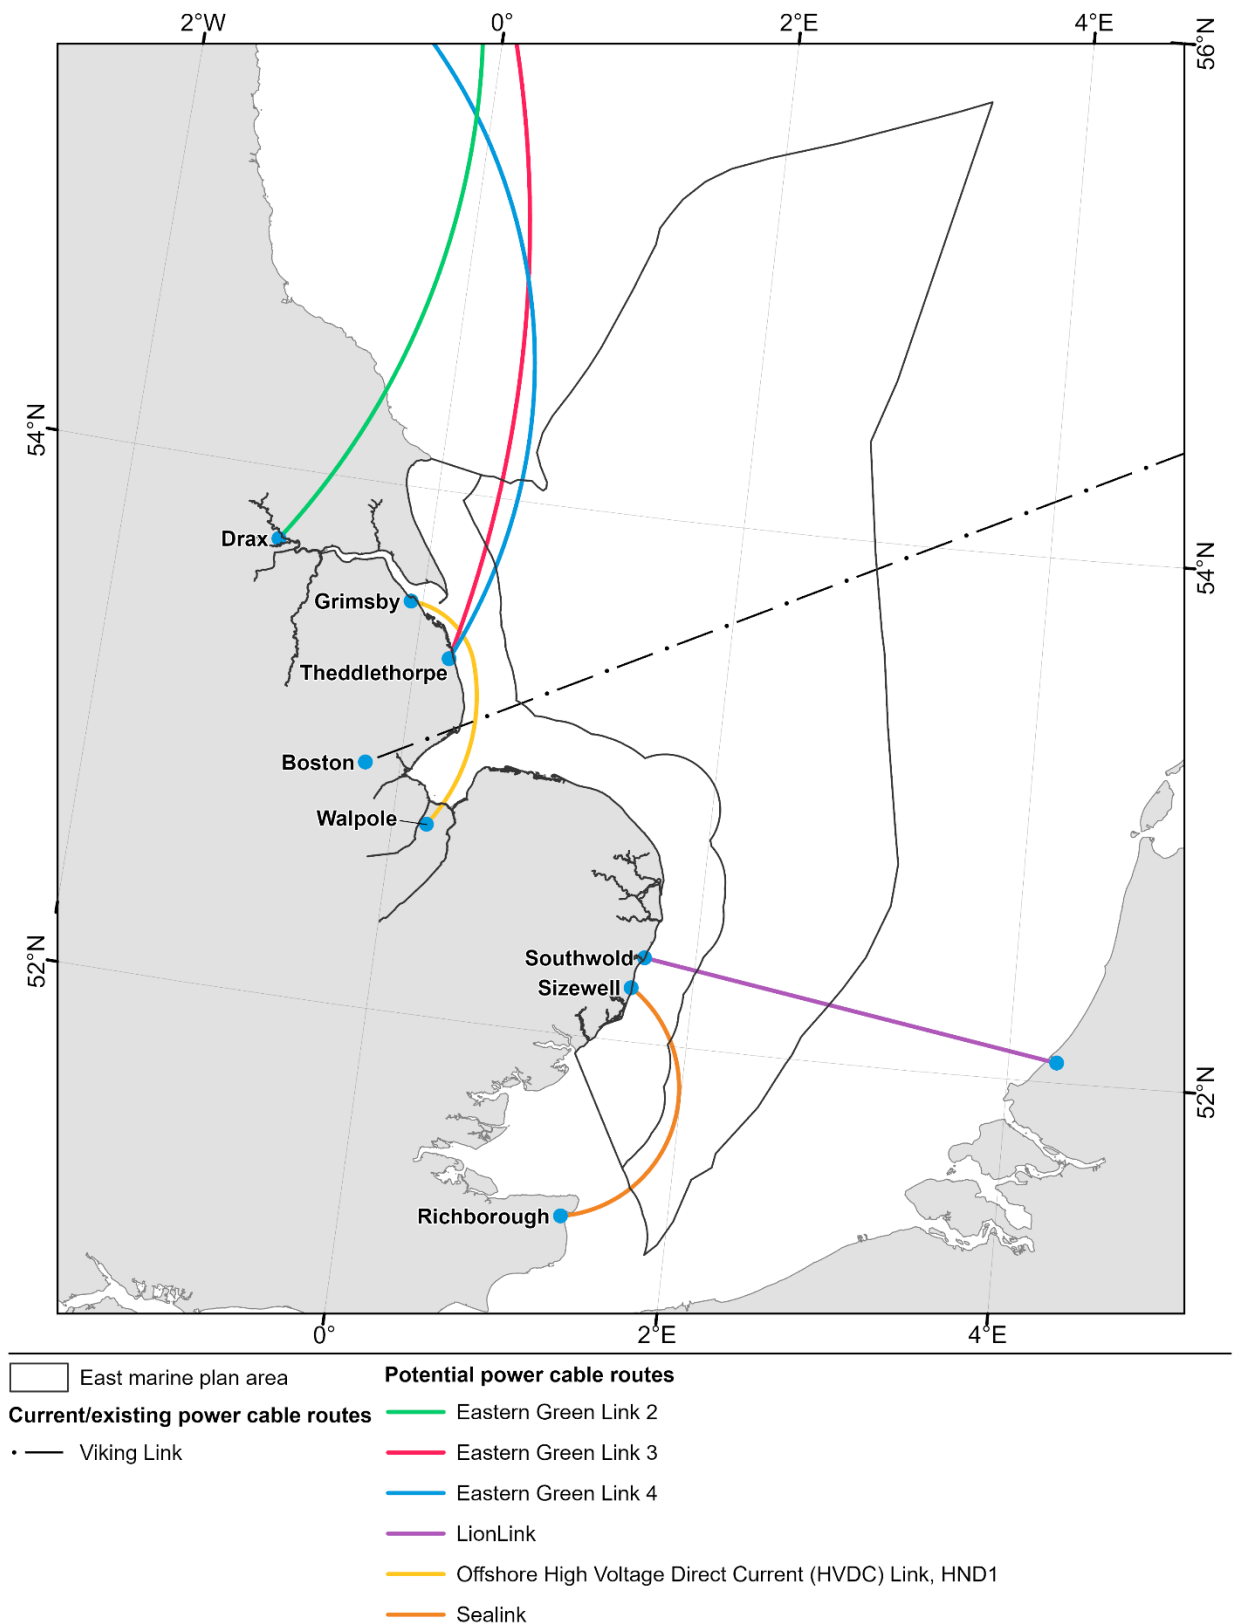 2°W 0° 2°E 4°E
56°N
54°N
54°N
Drax
Grimsby
Theddlethorpe
Boston
Walpole
Southwold
Sizewell
52°N
52°N
Richborough
0° 2°E 4°E
East marine plan area
Current/existing power cable routes
Viking Link
Potential power cable routes
Eastern Green Link 2
Eastern Green Link 3
Eastern Green Link 4
LionLink
Offshore High Voltage Direct Current (HVDC) Link, HND1
Sealink